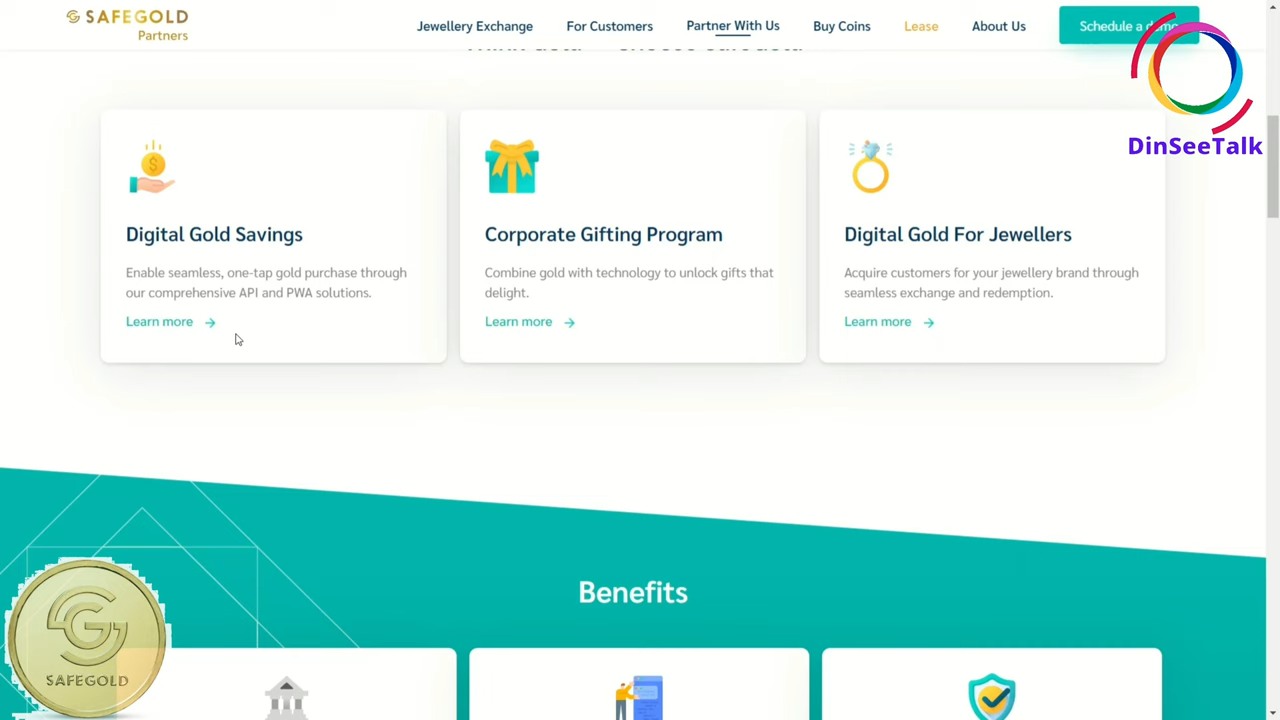 SAFEGOLD
Partners
Jewellery Exchange
For Customers
Partner With Us
Buy Coins
Lease
About Us
Schedule a demo
DinSeeTalk
Digital Gold Savings
Enable seamless, one-tap gold purchase through
our comprehensive API and PWA solutions.
Learn more
Corporate Gifting Program
Combine gold with technology to unlock gifts that
delight.
Learn more
Digital Gold For Jewellers
Acquire customers for your jewellery brand through
seamless exchange and redemption.
Learn more
Benefits
SAFEGOLD